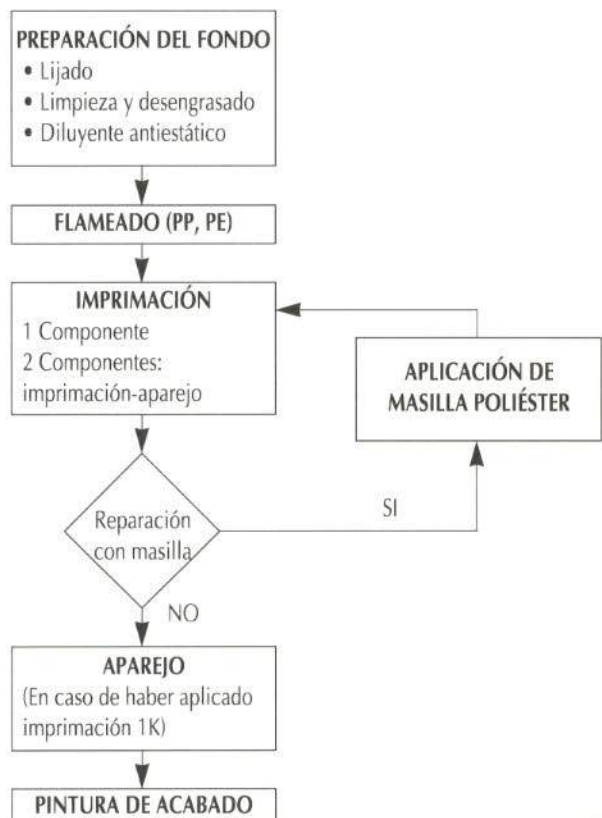 PREPARACIÓN DEL FONDO
• Lijado
• Limpieza y desengrasado
• Diluyente antiestático
FLAMEADO (PP, PE)
IMPRIMACIÓN
1 Componente
2 Componentes:
imprimación-aparejo
APLICACIÓN DE
MASILLA POLIÉSTER
Reparación
con masilla
SI
NO
APAREJO
(En caso de haber aplicado
imprimación 1K)
PINTURA DE ACABADO